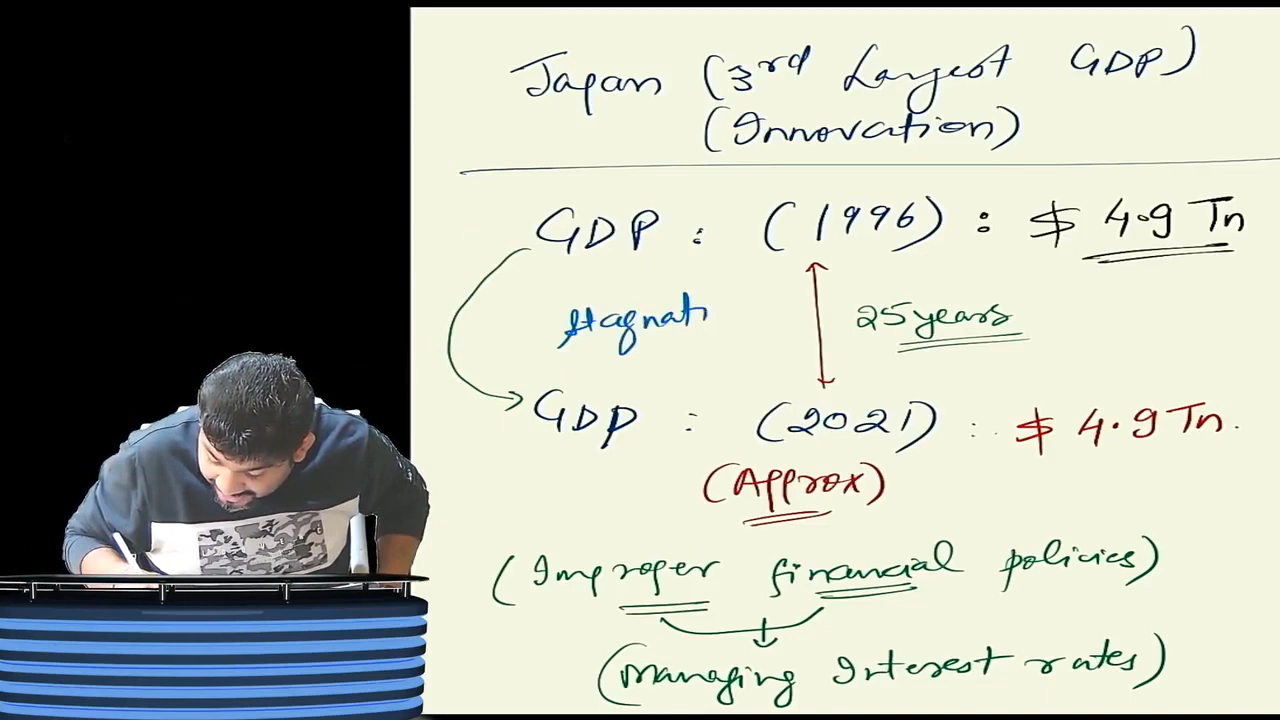 Japan (3rd Largest GDP)
(Innovation)
GDP : (1996) : $ 4.9 Tn
Stagnati
25 years
GDP : (2021) : $ 4.9 Tn.
(Approx)
(Improper financial policies)
(Managing Interest rates)